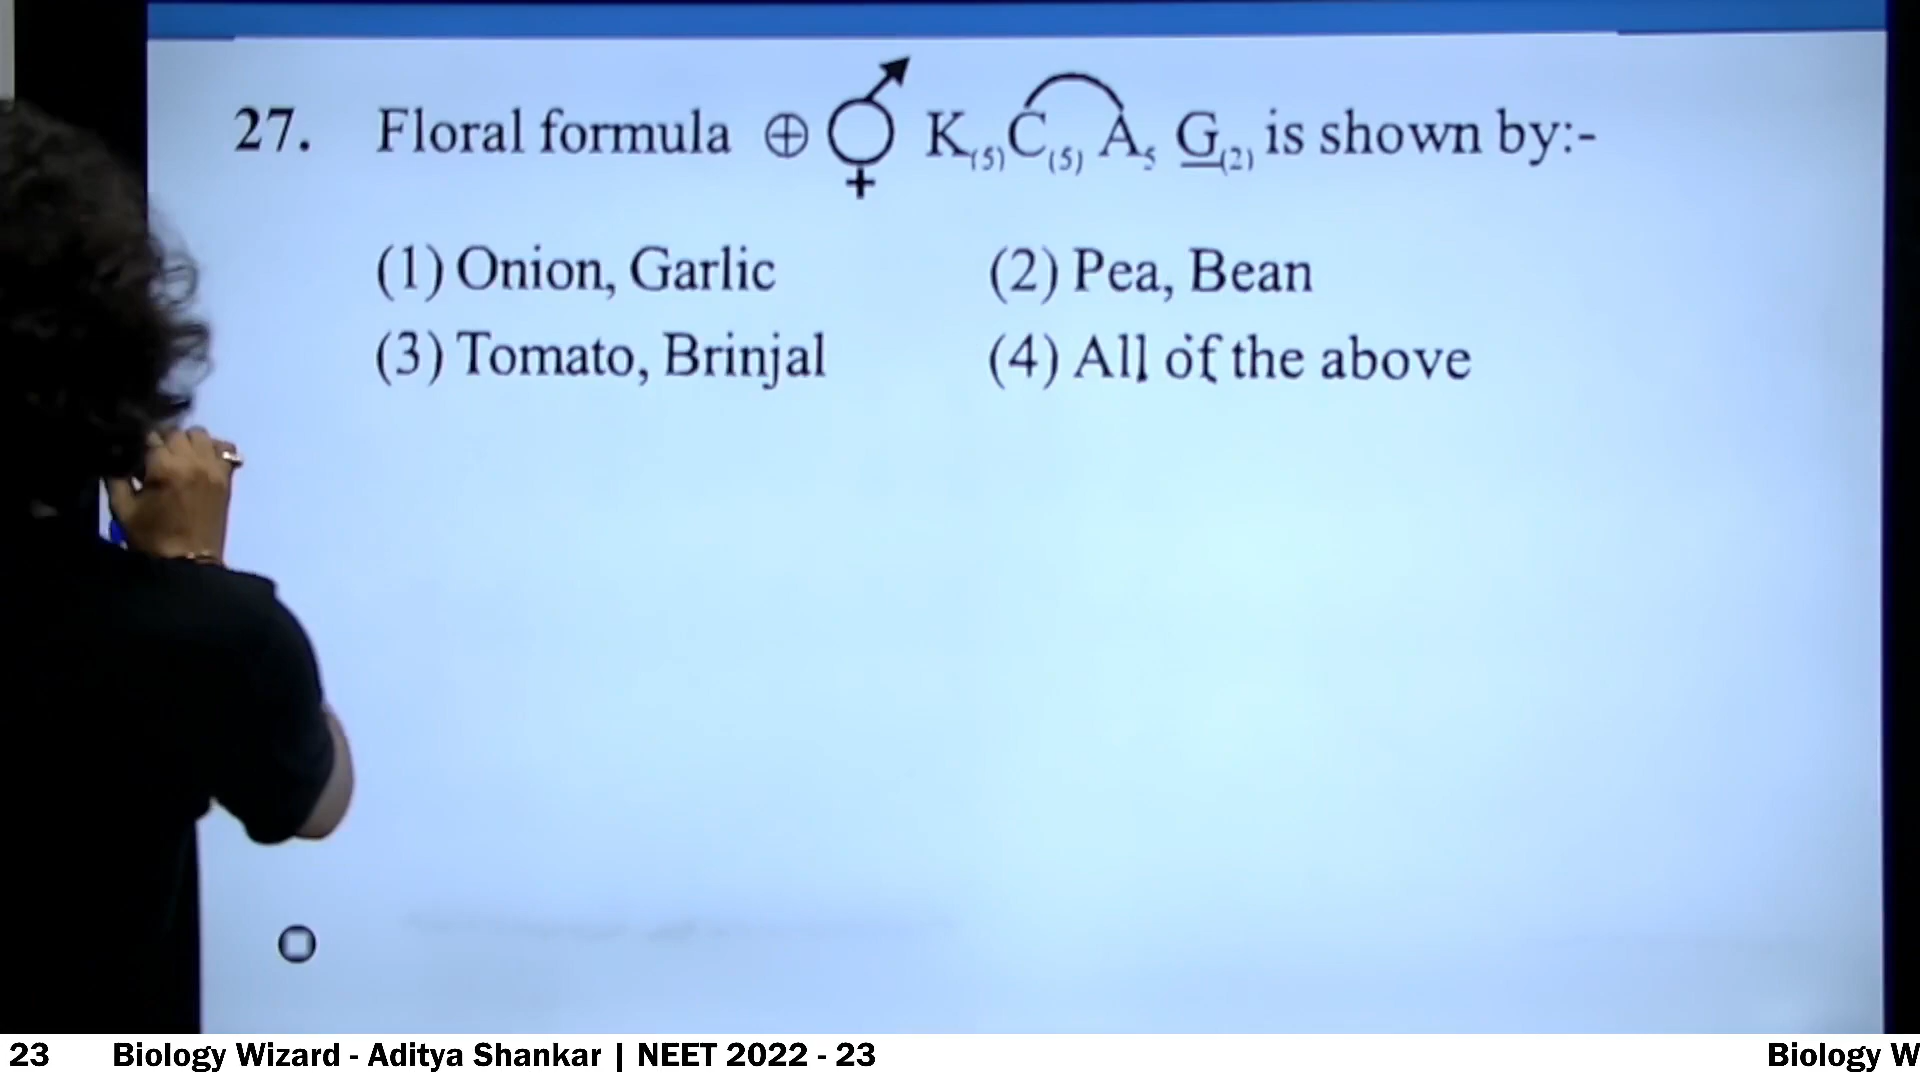 27. Floral formula ⊕ ⚥ K(5) C(5) A5 G(2) is shown by:-
(1) Onion, Garlic (2) Pea, Bean
(3) Tomato, Brinjal (4) All of the above
23 Biology Wizard - Aditya Shankar | NEET 2022 - 23 Biology W